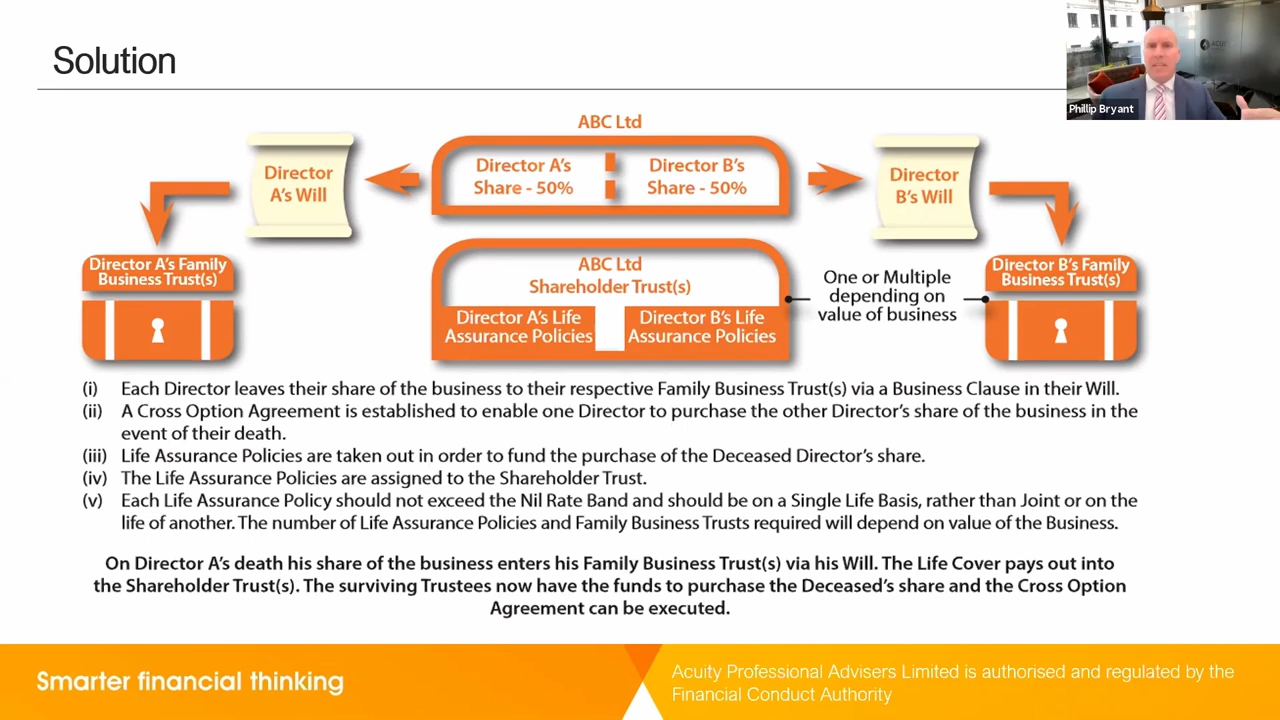 Solution
Phillip Bryant
ABC Ltd
Director
A's Will
Director A's
Share - 50%
Director B's
Share - 50%
Director
B's Will
Director A's Family
Business Trust(s)
ABC Ltd
Shareholder Trust(s)
Director A's Life
Assurance Policies
Director B's Life
Assurance Policies
One or Multiple
depending on
value of business
Director B's Family
Business Trust(s)
(i) Each Director leaves their share of the business to their respective Family Business Trust(s) via a Business Clause in their Will.
(ii) A Cross Option Agreement is established to enable one Director to purchase the other Director's share of the business in the
event of their death.
(iii) Life Assurance Policies are taken out in order to fund the purchase of the Deceased Director's share.
(iv) The Life Assurance Policies are assigned to the Shareholder Trust.
(v) Each Life Assurance Policy should not exceed the Nil Rate Band and should be on a Single Life Basis, rather than Joint or on the
life of another. The number of Life Assurance Policies and Family Business Trusts required will depend on value of the Business.
On Director A's death his share of the business enters his Family Business Trust(s) via his Will. The Life Cover pays out into
the Shareholder Trust(s). The surviving Trustees now have the funds to purchase the Deceased's share and the Cross Option
Agreement can be executed.
Smarter financial thinking
Acuity Professional Advisers Limited is authorised and regulated by the
Financial Conduct Authority